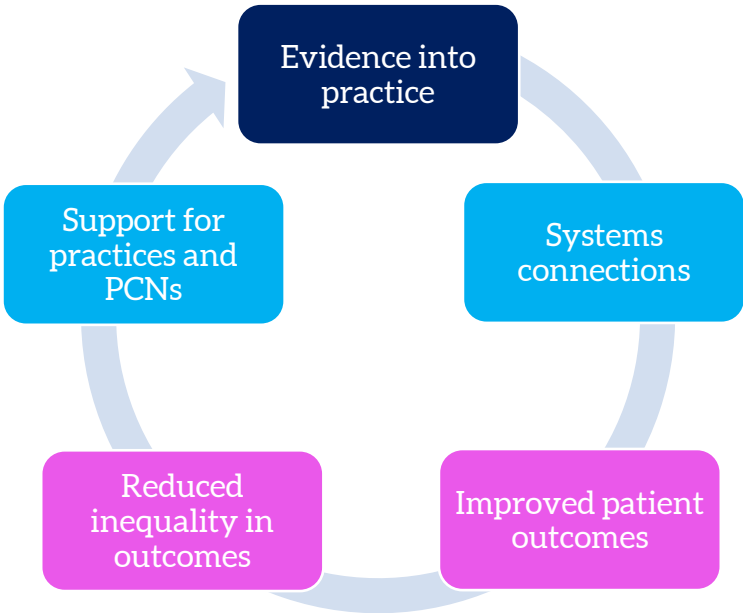 Evidence into
practice
Systems
connections
Improved patient
outcomes
Reduced
inequality in
outcomes
Support for
practices and
PCNs